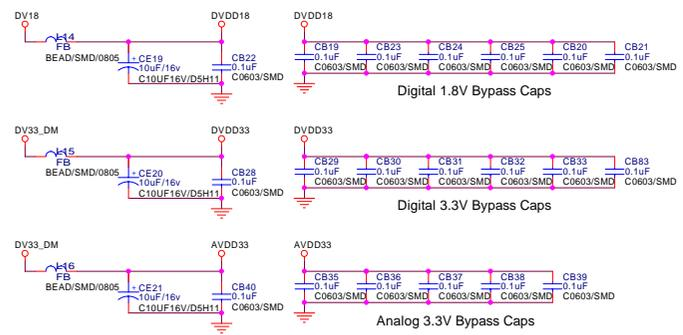 DV18
DVDD18
DVDD18
L14
FB
BEAD/SMD/0805
CE19
10uF/16v
C10UF16V/D5H11
CB22
0.1uF
C0603/SMD
CB19
0.1uF
C0603/SMD
CB23
0.1uF
C0603/SMD
CB24
0.1uF
C0603/SMD
CB25
0.1uF
C0603/SMD
CB20
0.1uF
C0603/SMD
CB21
0.1uF
C0603/SMD
Digital 1.8V Bypass Caps
DV33_DM
DVDD33
DVDD33
L15
FB
BEAD/SMD/0805
CE20
10uF/16v
C10UF16V/D5H11
CB28
0.1uF
C0603/SMD
CB29
0.1uF
C0603/SMD
CB30
0.1uF
C0603/SMD
CB31
0.1uF
C0603/SMD
CB32
0.1uF
C0603/SMD
CB33
0.1uF
C0603/SMD
CB83
0.1uF
C0603/SMD
Digital 3.3V Bypass Caps
DV33_DM
AVDD33
AVDD33
L16
FB
BEAD/SMD/0805
CE21
10uF/16v
C10UF16V/D5H11
CB40
0.1uF
C0603/SMD
CB35
0.1uF
C0603/SMD
CB36
0.1uF
C0603/SMD
CB37
0.1uF
C0603/SMD
CB38
0.1uF
C0603/SMD
CB39
0.1uF
C0603/SMD
Analog 3.3V Bypass Caps